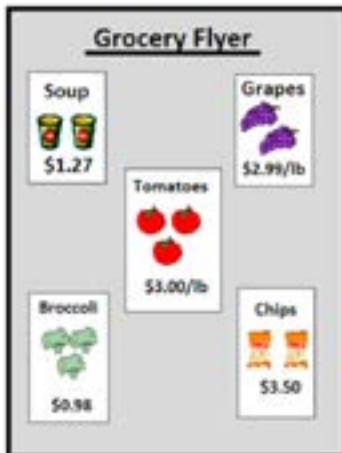 Grocery Flyer
Soup
$1.27
Grapes
$2.99/lb
Tomatoes
$3.00/lb
Broccoli
$0.98
Chips
$3.50